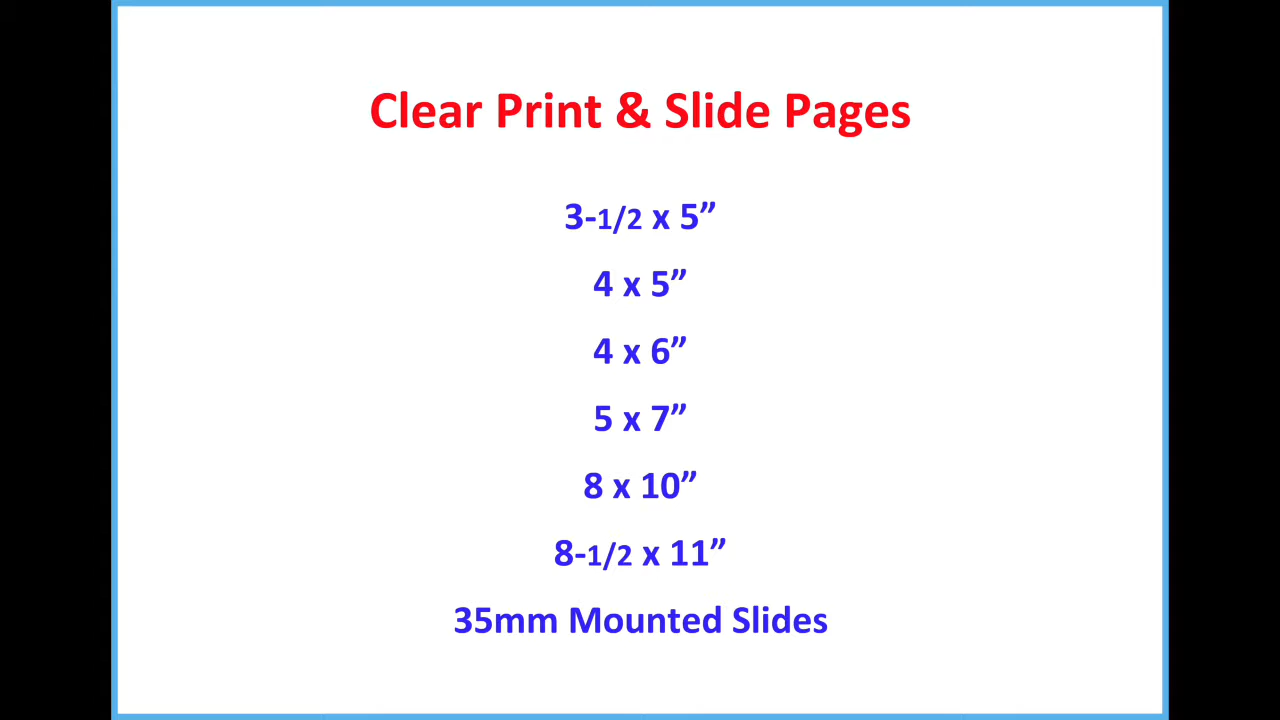 Clear Print & Slide Pages
3-1/2 x 5”
4 x 5”
4 x 6”
5 x 7”
8 x 10”
8-1/2 x 11”
35mm Mounted Slides